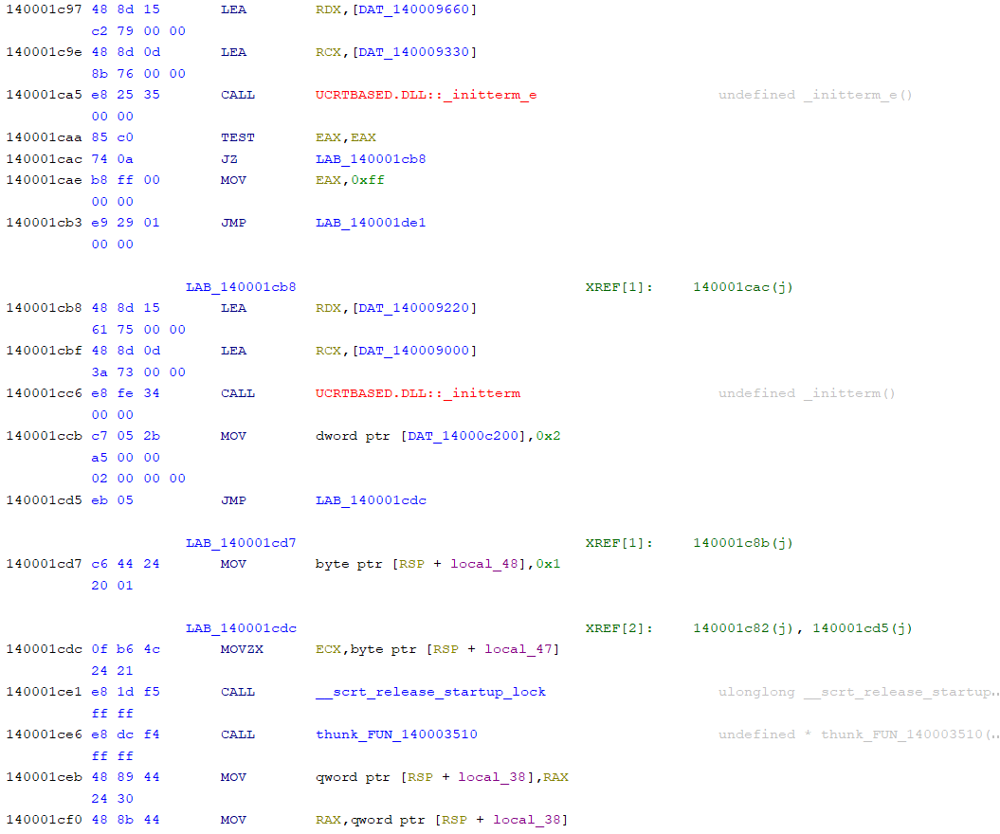 140001c97 48 8d 15 LEA RDX,[DAT_140009660]
c2 79 00 00
140001c9e 48 8d 0d LEA RCX,[DAT_140009330]
8b 76 00 00
140001ca5 e8 25 35 CALL UCRTBASED.DLL::_initterm_e undefined _initterm_e()
00 00
140001caa 85 c0 TEST EAX,EAX
140001cac 74 0a JZ LAB_140001cb8
140001cae b8 ff 00 MOV EAX,0xff
00 00
140001cb3 e9 29 01 JMP LAB_140001de1
00 00
LAB_140001cb8 XREF[1]: 140001cac(j)
140001cb8 48 8d 15 LEA RDX,[DAT_140009220]
61 75 00 00
140001cbf 48 8d 0d LEA RCX,[DAT_140009000]
3a 73 00 00
140001cc6 e8 fe 34 CALL UCRTBASED.DLL::_initterm undefined _initterm()
00 00
140001ccb c7 05 2b MOV dword ptr [DAT_14000c200],0x2
a5 00 00
02 00 00 00
140001cd5 eb 05 JMP LAB_140001cdc
LAB_140001cd7 XREF[1]: 140001c8b(j)
140001cd7 c6 44 24 MOV byte ptr [RSP + local_48],0x1
20 01
LAB_140001cdc XREF[2]: 140001c82(j), 140001cd5(j)
140001cdc 0f b6 4c MOVZX ECX,byte ptr [RSP + local_47]
24 21
140001ce1 e8 1d f5 CALL __scrt_release_startup_lock ulonglong __scrt_release_startup..
ff ff
140001ce6 e8 dc f4 CALL thunk_FUN_140003510 undefined * thunk_FUN_140003510(..
ff ff
140001ceb 48 89 44 MOV qword ptr [RSP + local_38],RAX
24 30
140001cf0 48 8b 44 MOV RAX,qword ptr [RSP + local_38]